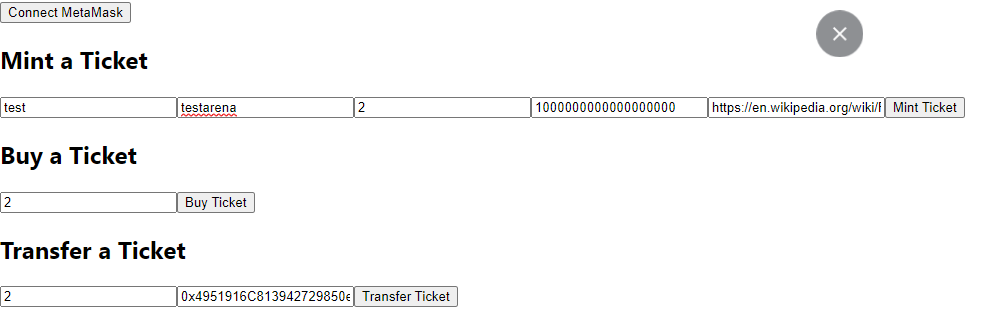 Connect MetaMask
Mint a Ticket
test testarena 2 1000000000000000000 https://en.wikipedia.org/wiki/ Mint Ticket
Buy a Ticket
2 Buy Ticket
Transfer a Ticket
2 0x4951916C813942729850e Transfer Ticket